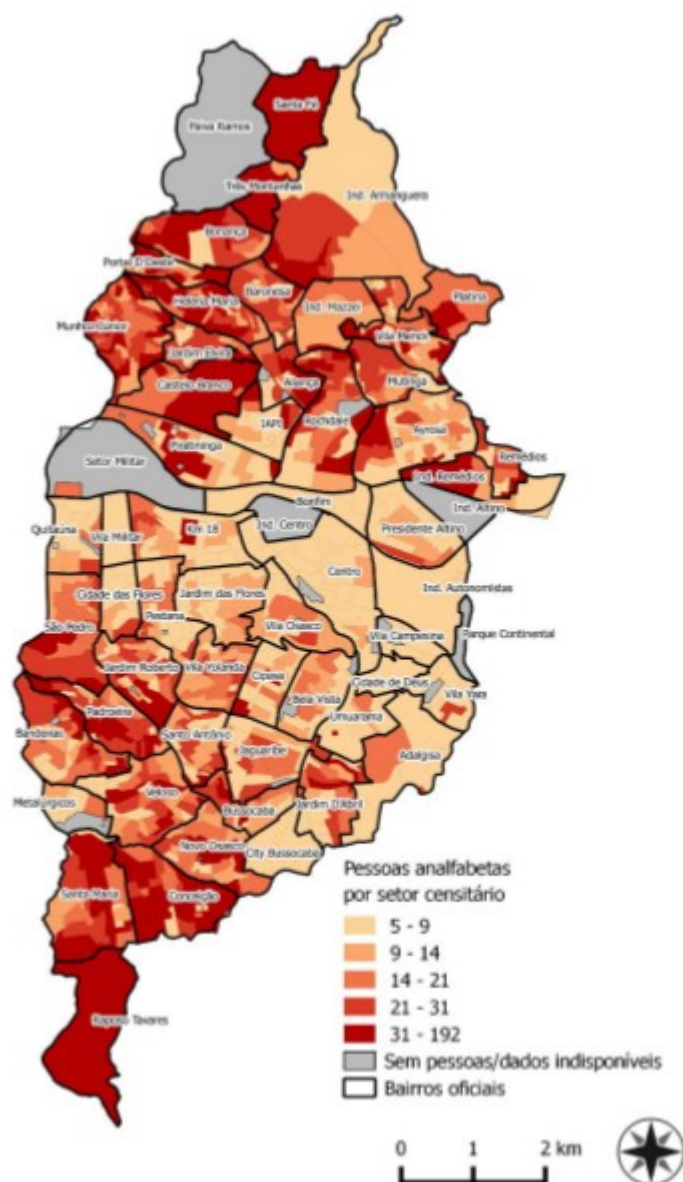 Santa Fé
Paiva Ramos
Três Montanhas
Ind. Anhanguera
Bonança
Portal D'Oeste
Baronesa
Platina
Helena Maria
Ind. Mazzei
Munhoz Júnior
Vila Menck
Jardim Elvira
Mutinga
Aliança
Castelo Branco
Rochdale
IAPI
Ayrosa
Piratininga
Remédios
Setor Militar
Ind. Remédios
Bonfim
Ind. Altino
Quitaúna
Vila Militar
Km 18
Ind. Centro
Presidente Altino
Centro
Cidade das Flores
Jardim das Flores
Ind. Autonomistas
Pestana
São Pedro
Vila Osasco
Vila Campesina
Parque Continental
Jardim Roberto
Vila Yolanda
Cipava
Cidade de Deus
Bela Vista
Vila Yara
Padroeira
Umuarama
Bandeiras
Santo Antônio
Jaguaribe
Adalgisa
Metalúrgicos
Veloso
Bussocaba
Jardim D'Abril
Novo Osasco
City Bussocaba
Santa Maria
Conceição
Raposo Tavares
Pessoas analfabetas
por setor censitário
5 - 9
9 - 14
14 - 21
21 - 31
31 - 192
Sem pessoas/dados indisponíveis
Bairros oficiais
0 1 2 km